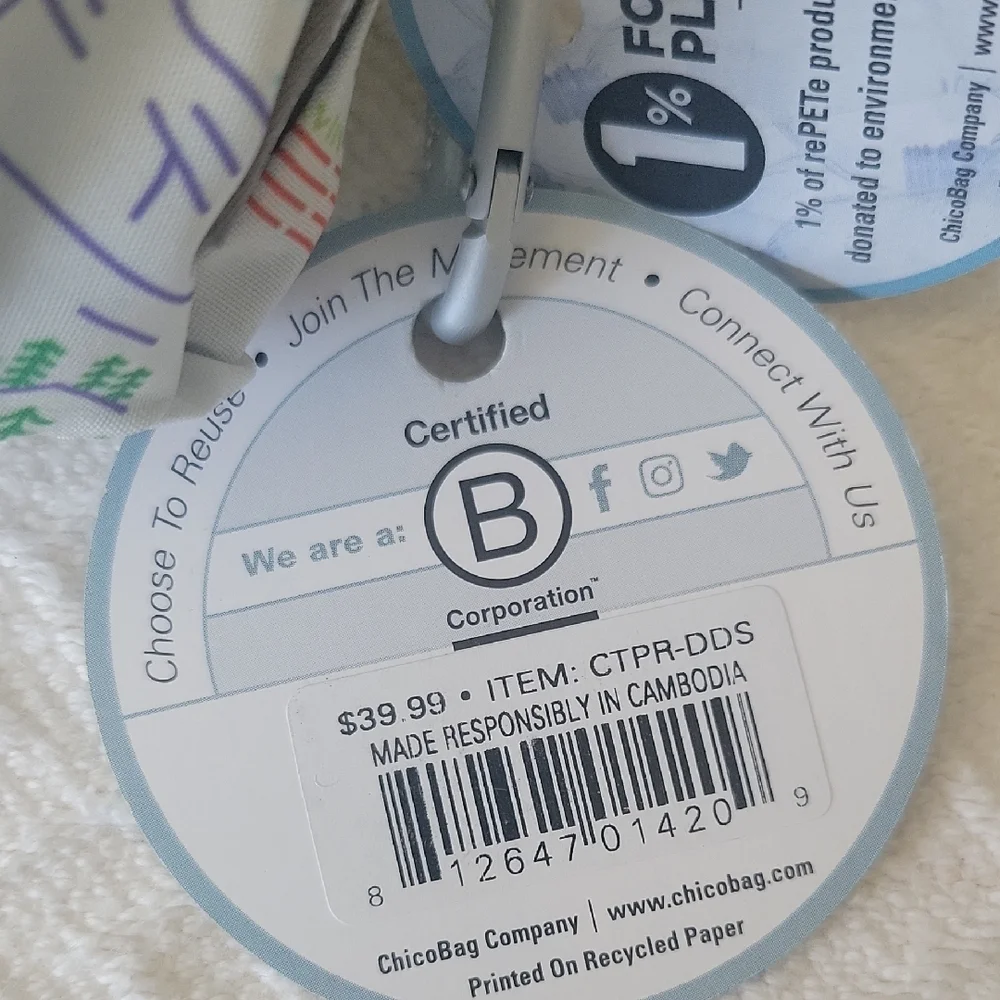 1%
FO
PL
1% of rePETe produ
donated to environme
ChicoBag Company | www
Choose To Reuse • Join The M ement • Connect With Us
Certified
We are a: B f
Corporation™
$39.99 • ITEM: CTPR-DDS
MADE RESPONSIBLY IN CAMBODIA
8 12647 01420 9
ChicoBag Company | www.chicobag.com
Printed On Recycled Paper